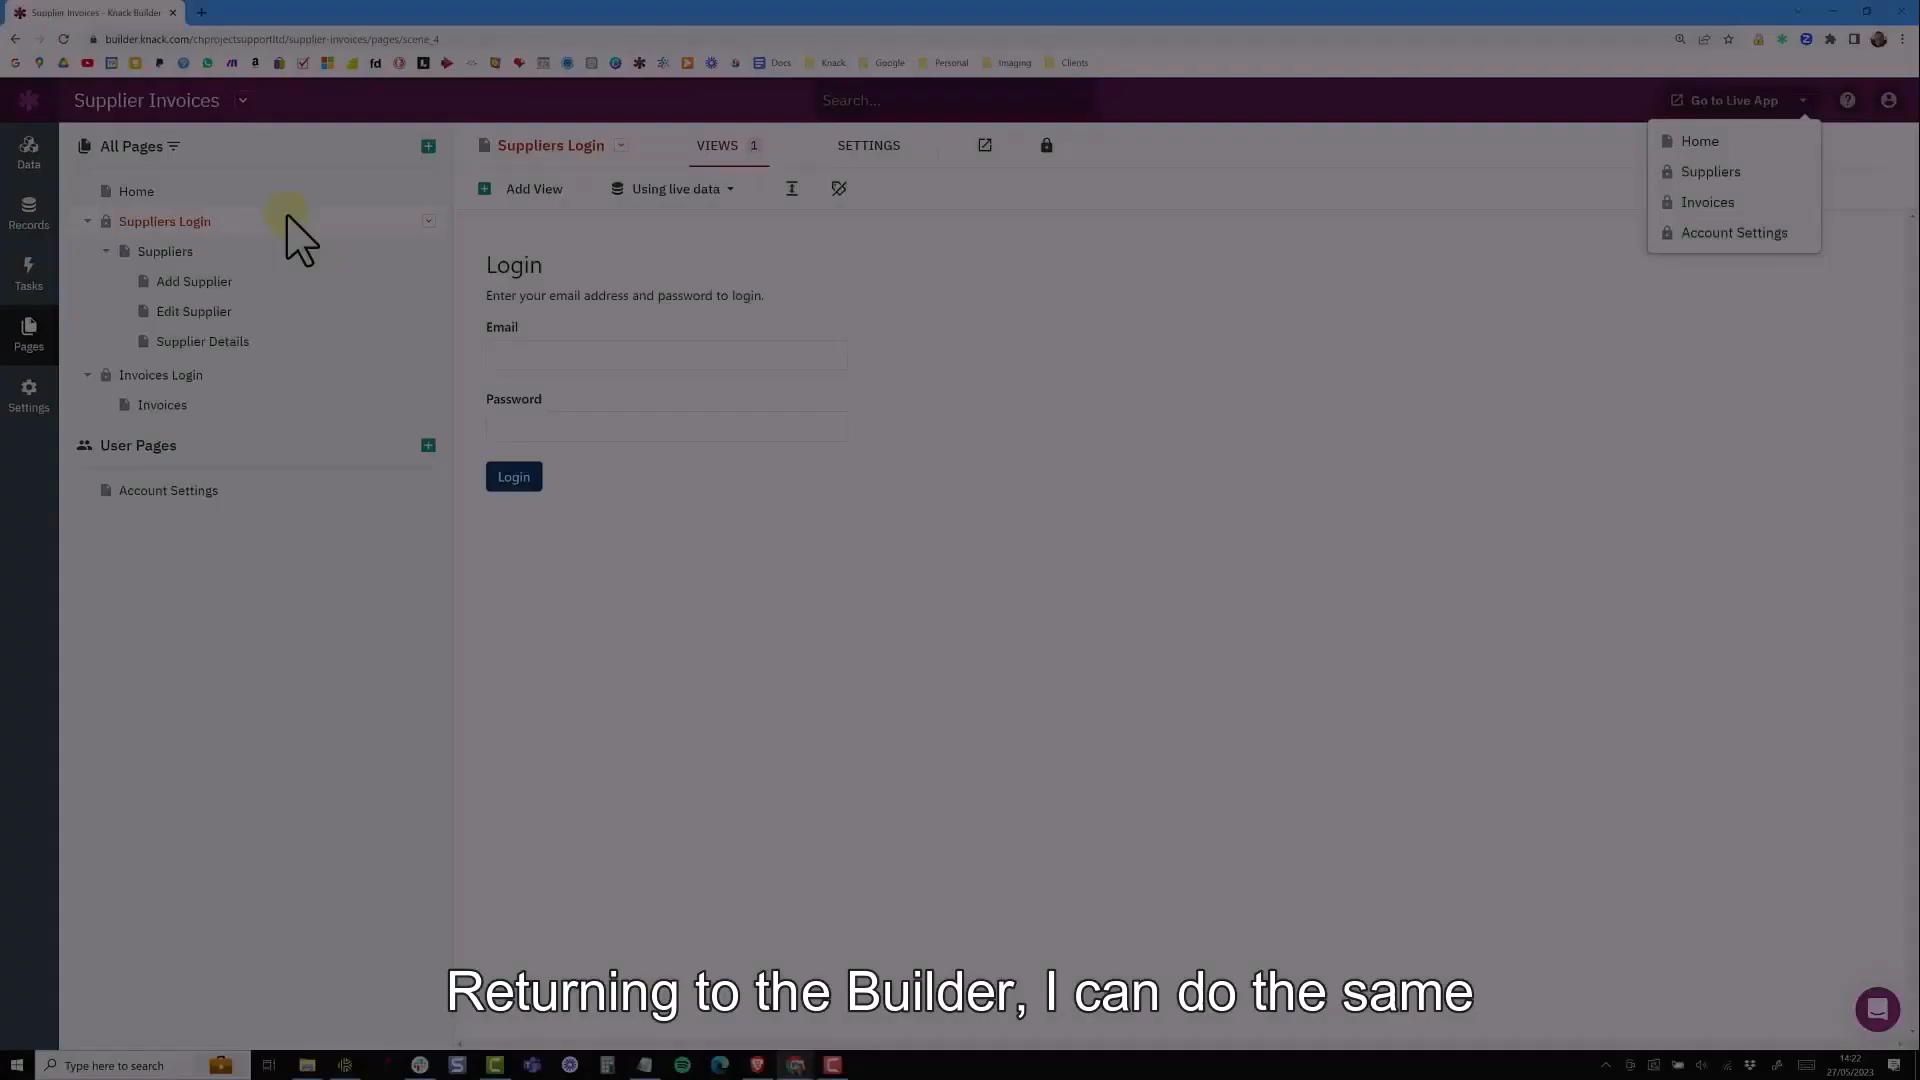 Supplier Invoices - Knack Builder
builder.knack.com/chprojectsupportltd/supplier-invoices/pages/scene_4
fd
Docs
Knack
Google
Personal
Imaging
Clients
Supplier Invoices
Search...
Go to Live App
Home
Suppliers
Invoices
Account Settings
Data
Records
Tasks
Pages
Settings
All Pages
Home
Suppliers Login
Suppliers
Add Supplier
Edit Supplier
Supplier Details
Invoices Login
Invoices
User Pages
Account Settings
Suppliers Login
VIEWS 1
SETTINGS
Add View
Using live data
Login
Enter your email address and password to login.
Email
Password
Login
Returning to the Builder, I can do the same
Type here to search
14:22
27/05/2023